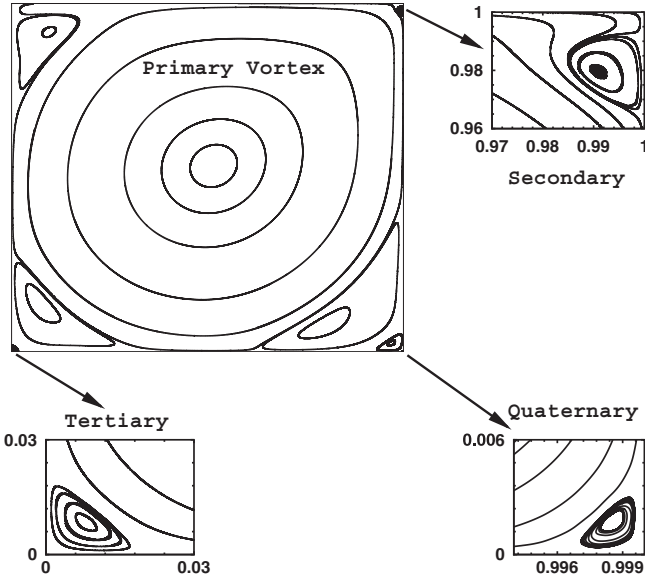 Primary Vortex
1
0.98
0.96
0.97 0.98 0.99 1
Secondary
Tertiary
0.03
0
0 0.03
Quaternary
0.006
0
0.996 0.999